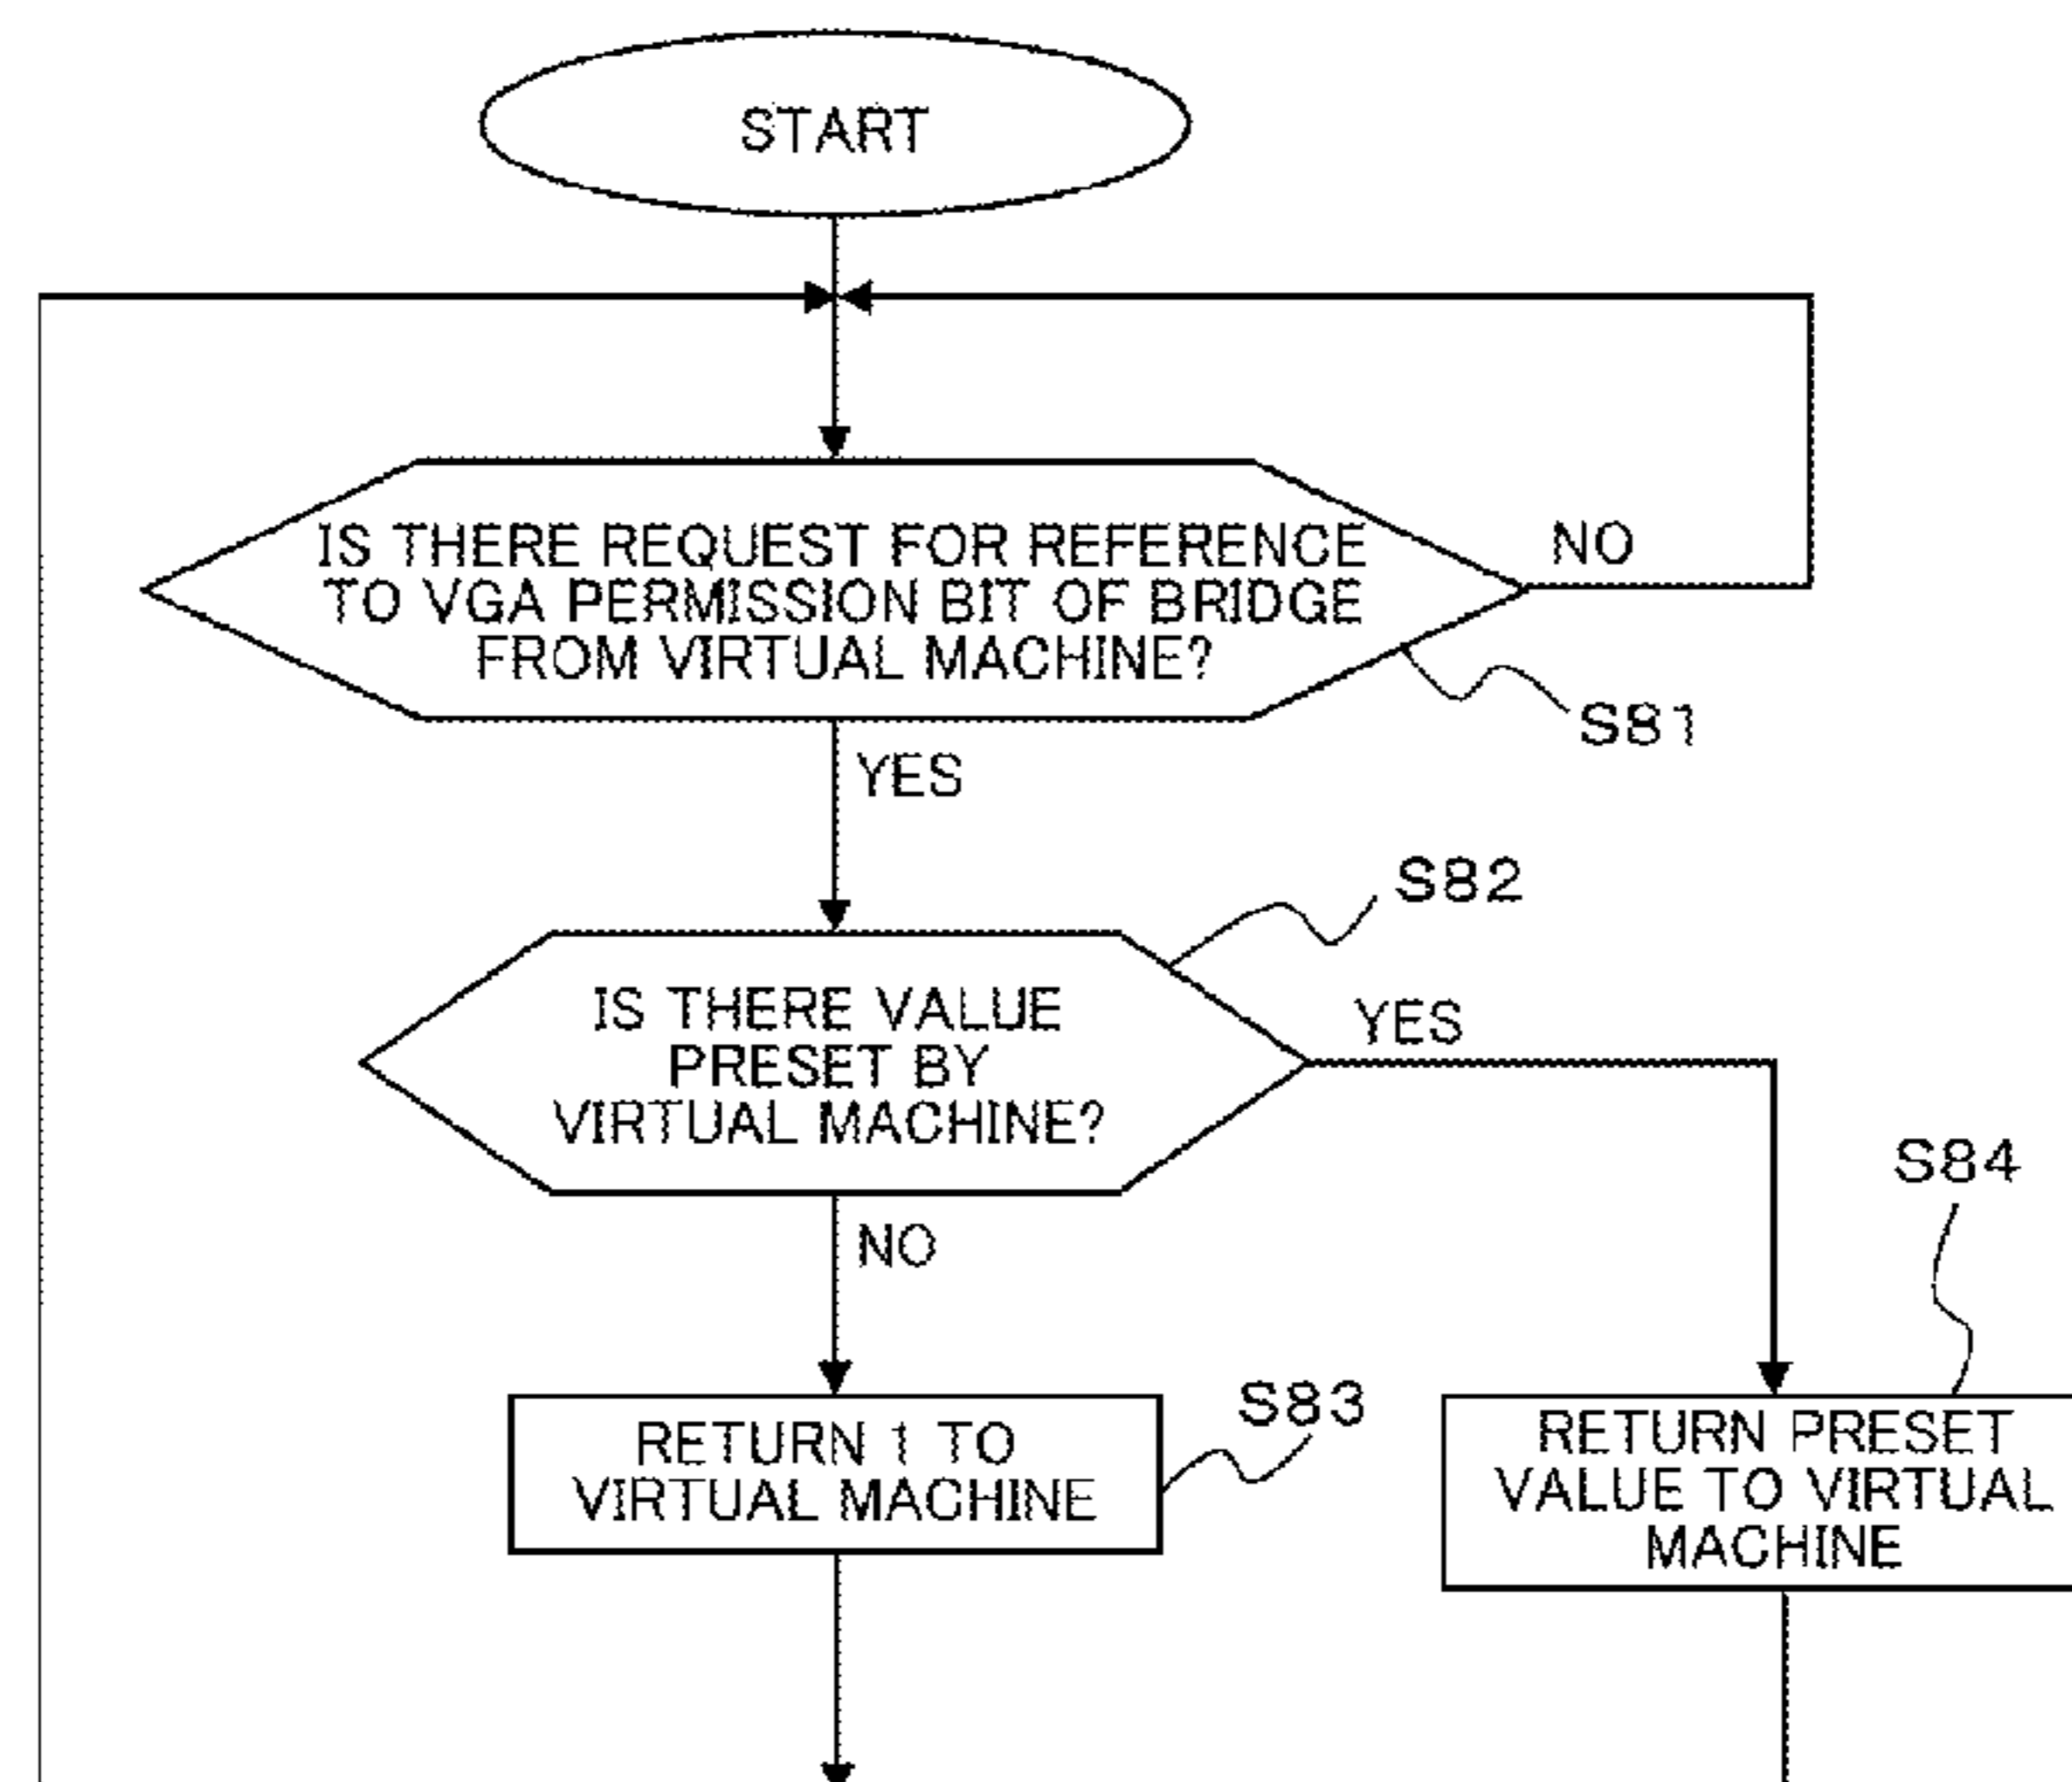 START
IS THERE REQUEST FOR REFERENCE
TO VGA PERMISSION BIT OF BRIDGE
FROM VIRTUAL MACHINE?
NO
S81
YES
S82
IS THERE VALUE
PRESET BY
VIRTUAL MACHINE?
YES
NO
S84
S83
RETURN 1 TO
VIRTUAL MACHINE
RETURN PRESET
VALUE TO VIRTUAL
MACHINE